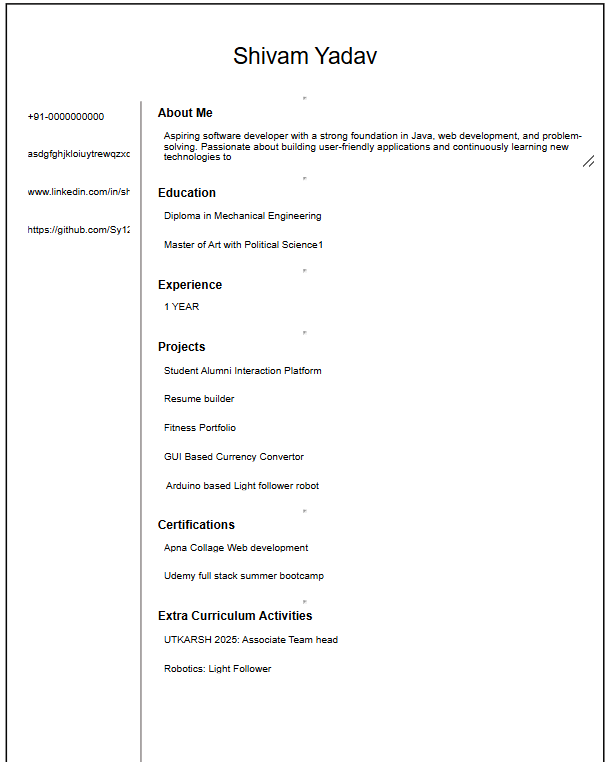 Shivam Yadav
+91-0000000000
asdgfghjkloiuytrewqzxc
www.linkedin.com/in/sh
https://github.com/Sy12
About Me
Aspiring software developer with a strong foundation in Java, web development, and problem-
solving. Passionate about building user-friendly applications and continuously learning new
technologies to
Education
Diploma in Mechanical Engineering
Master of Art with Political Science1
Experience
1 YEAR
Projects
Student Alumni Interaction Platform
Resume builder
Fitness Portfolio
GUI Based Currency Convertor
Arduino based Light follower robot
Certifications
Apna Collage Web development
Udemy full stack summer bootcamp
Extra Curriculum Activities
UTKARSH 2025: Associate Team head
Robotics: Light Follower